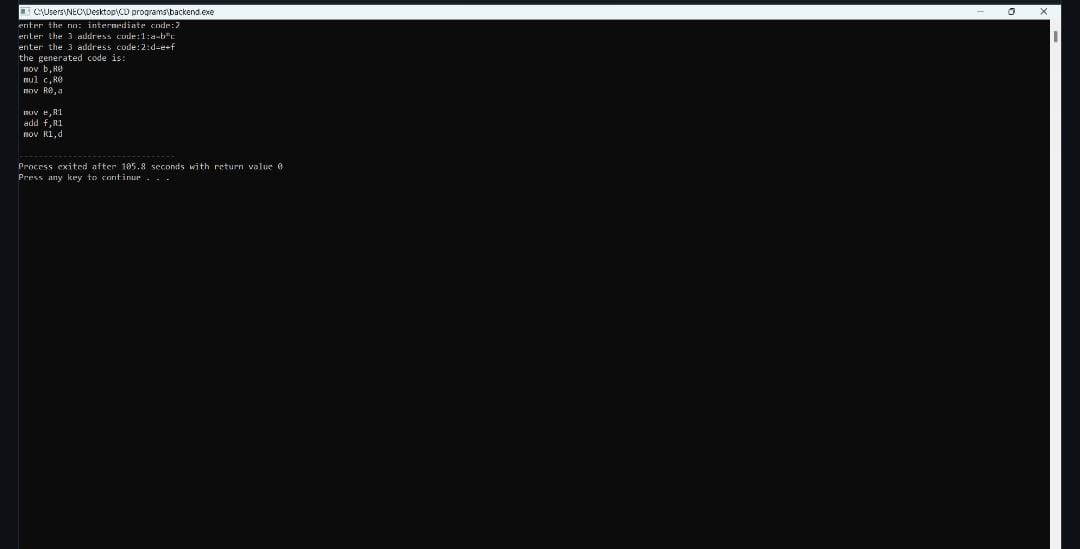 C:\Users\NEO\Desktop\CD programs\backend.exe
enter the no: intermediate code:2
enter the 3 address code:1:a=b*c
enter the 3 address code:2:d=e+f
the generated code is:
mov b,R0
mul c,R0
mov R0,a
mov e,R1
add f,R1
mov R1,d
--------------------------------
Process exited after 105.8 seconds with return value 0
Press any key to continue . . .